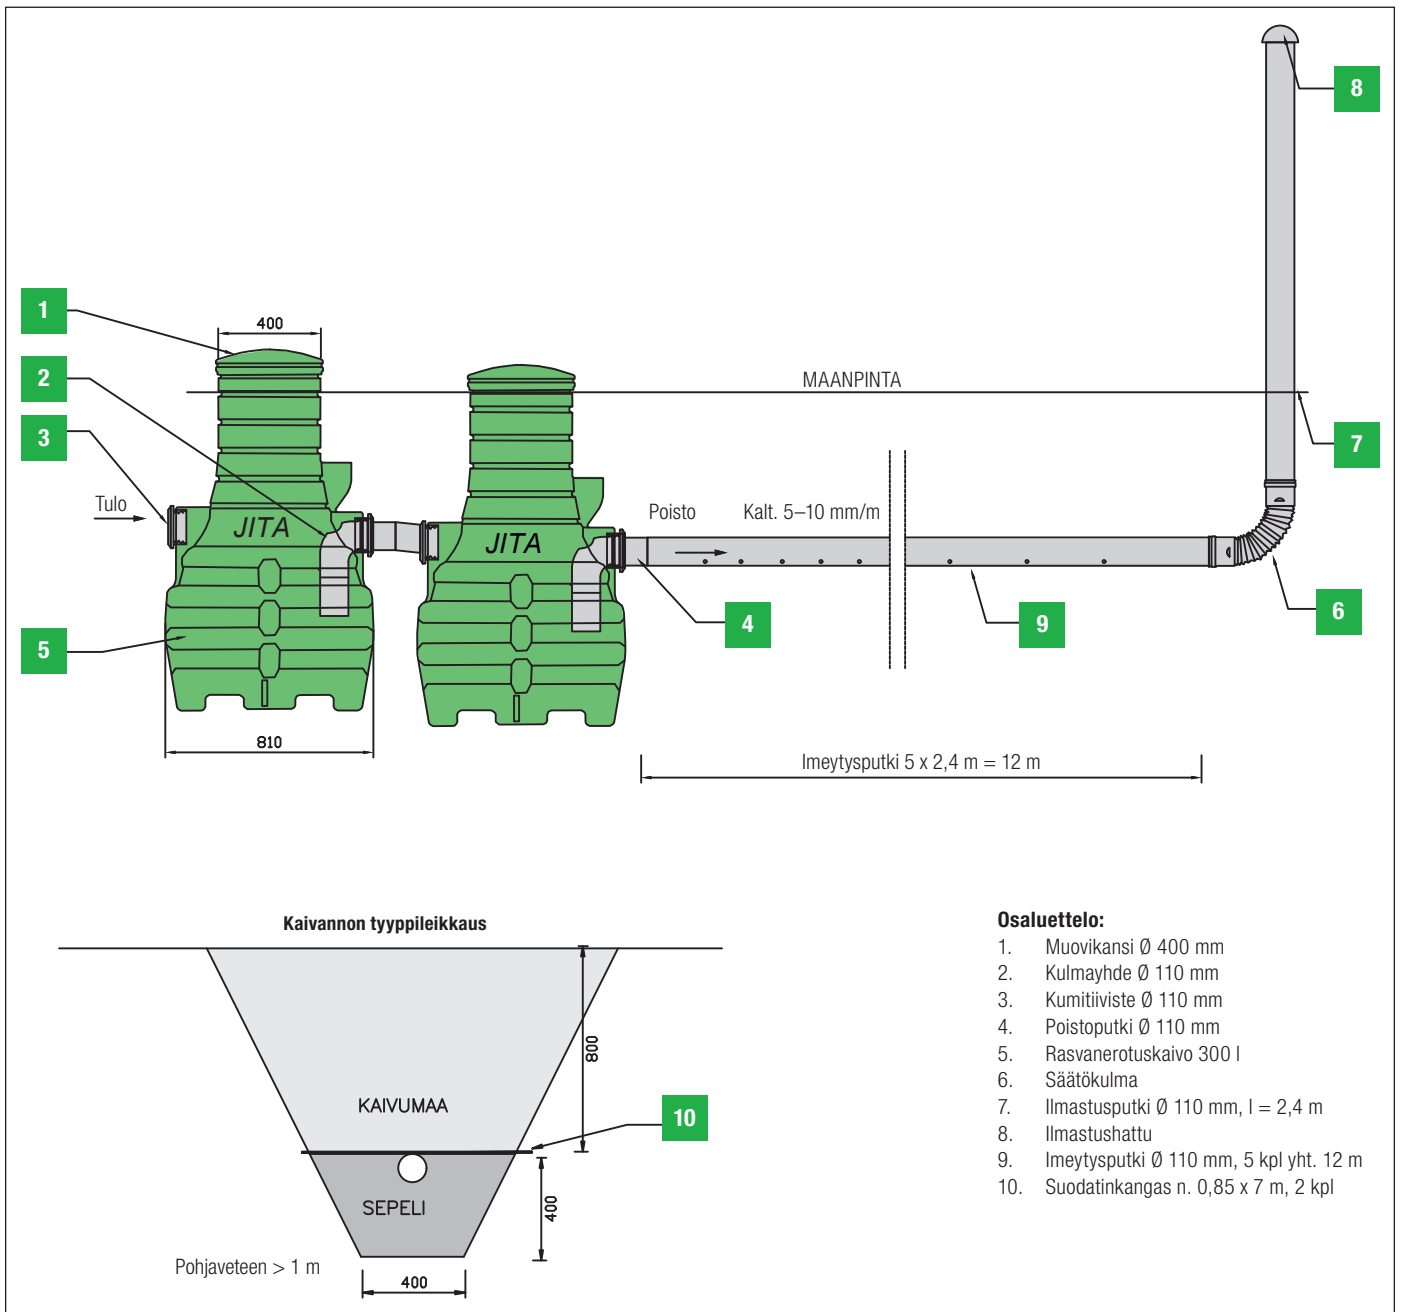 8
1
400
2
MAANPINTA
3
7
Tulo
JITA
Poisto
Kalt. 5–10 mm/m
JITA
6
4
9
5
810
Imeytysputki 5 x 2,4 m = 12 m
Kaivannon tyyppileikkaus
800
KAIVUMAA
10
SEPELI
400
Pohjaveteen > 1 m
400
Osaluettelo:
1. Muovikansi Ø 400 mm
2. Kulmayhde Ø 110 mm
3. Kumitiiviste Ø 110 mm
4. Poistoputki Ø 110 mm
5. Rasvanerotuskaivo 300 l
6. Säätökulma
7. Ilmastusputki Ø 110 mm, l = 2,4 m
8. Ilmastushattu
9. Imeytysputki Ø 110 mm, 5 kpl yht. 12 m
10. Suodatinkangas n. 0,85 x 7 m, 2 kpl